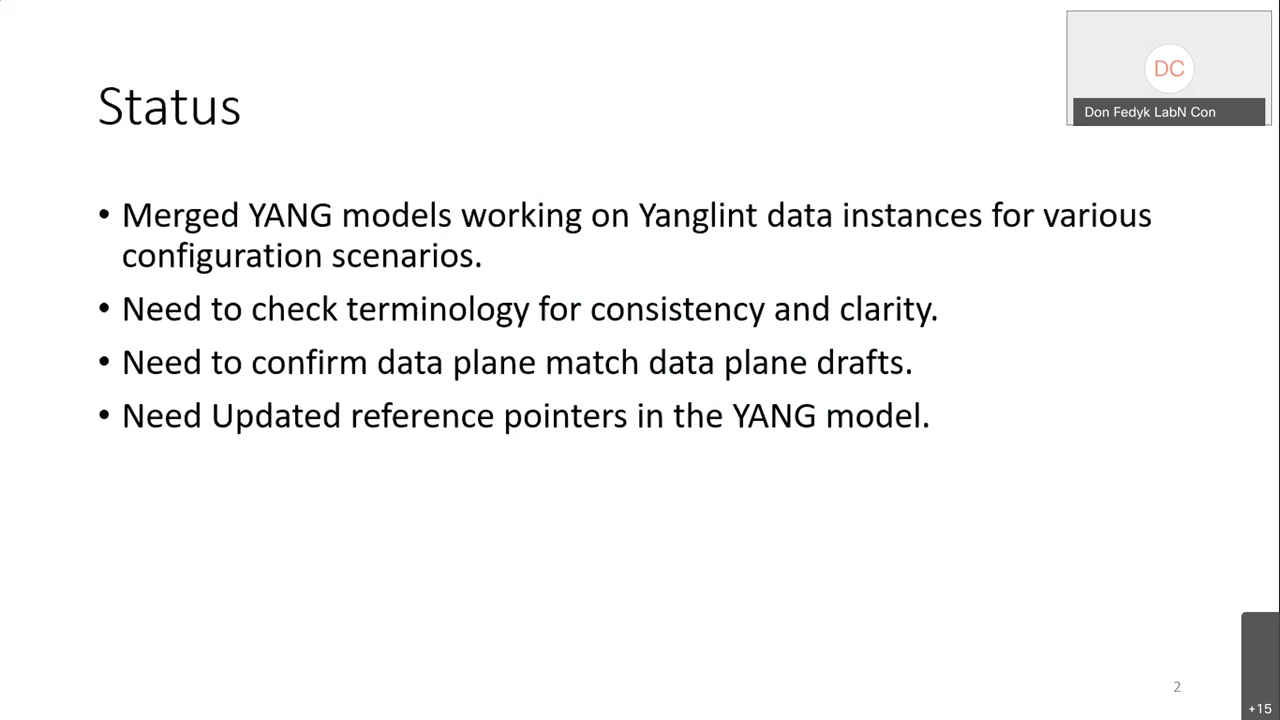 DC
Don Fedyk LabN Con
Status
• Merged YANG models working on Yanglint data instances for various
configuration scenarios.
• Need to check terminology for consistency and clarity.
• Need to confirm data plane match data plane drafts.
• Need Updated reference pointers in the YANG model.
2
+15